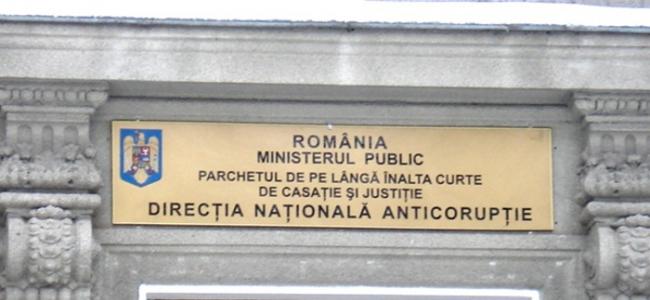 ROMÂNIA
MINISTERUL PUBLIC
PARCHETUL DE PE LÂNGĂ ÎNALTA CURTE
DE CASAȚIE ȘI JUSTIȚIE
DIRECȚIA NAȚIONALĂ ANTICORUPȚIE